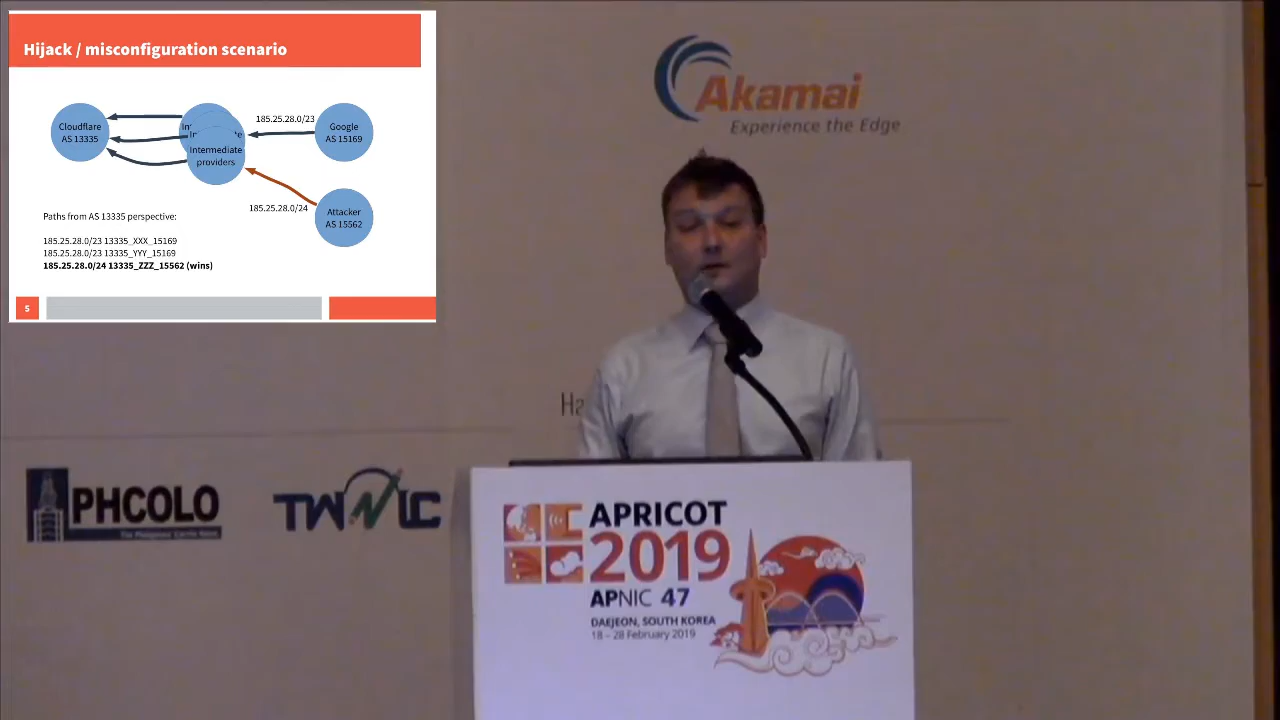 Hijack / misconfiguration scenario
Cloudflare
AS 13335
Intermediate
providers
185.25.28.0/23
Google
AS 15169
185.25.28.0/24
Attacker
AS 15562
Paths from AS 13335 perspective:
185.25.28.0/23 13335_XXX_15169
185.25.28.0/23 13335_YYY_15169
185.25.28.0/24 13335_ZZZ_15562 (wins)
5
Akamai
Experience the Edge
Ha
PHCOLO
TWNIC
APRICOT
2019
APNIC 47
DAEJEON, SOUTH KOREA
18 – 28 February 2019